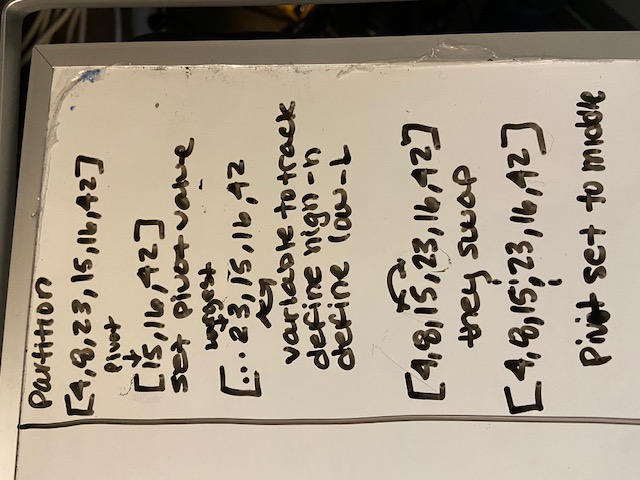 Partition
[4,8,23,15,16,42]
Pivot
[15,16,42]
set pivot value
biggest
[...23,15,16,42
variable to track
define high-h
define low-L
[4,8,15,23,16,42]
they swap
[4,8,15,23,16,42]
Pivot set to middle